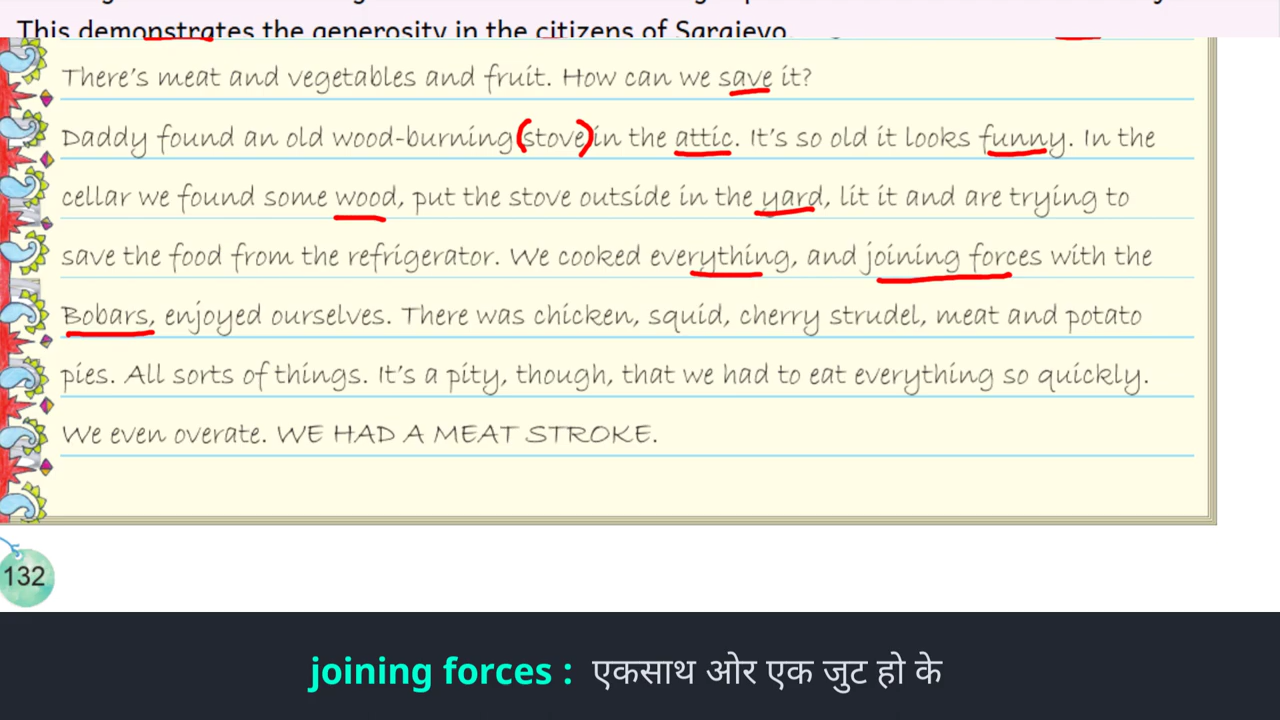 This demonstrates the generosity in the citizens of Sarajevo.
There's meat and vegetables and fruit. How can we save it?
Daddy found an old wood-burning (stove) in the attic. It's so old it looks funny. In the
cellar we found some wood, put the stove outside in the yard, lit it and are trying to
save the food from the refrigerator. We cooked everything, and joining forces with the
Bobars, enjoyed ourselves. There was chicken, squid, cherry strudel, meat and potato
pies. All sorts of things. It's a pity, though, that we had to eat everything so quickly.
We even overate. WE HAD A MEAT STROKE.
132
joining forces : एकसाथ ओर एक जुट हो के